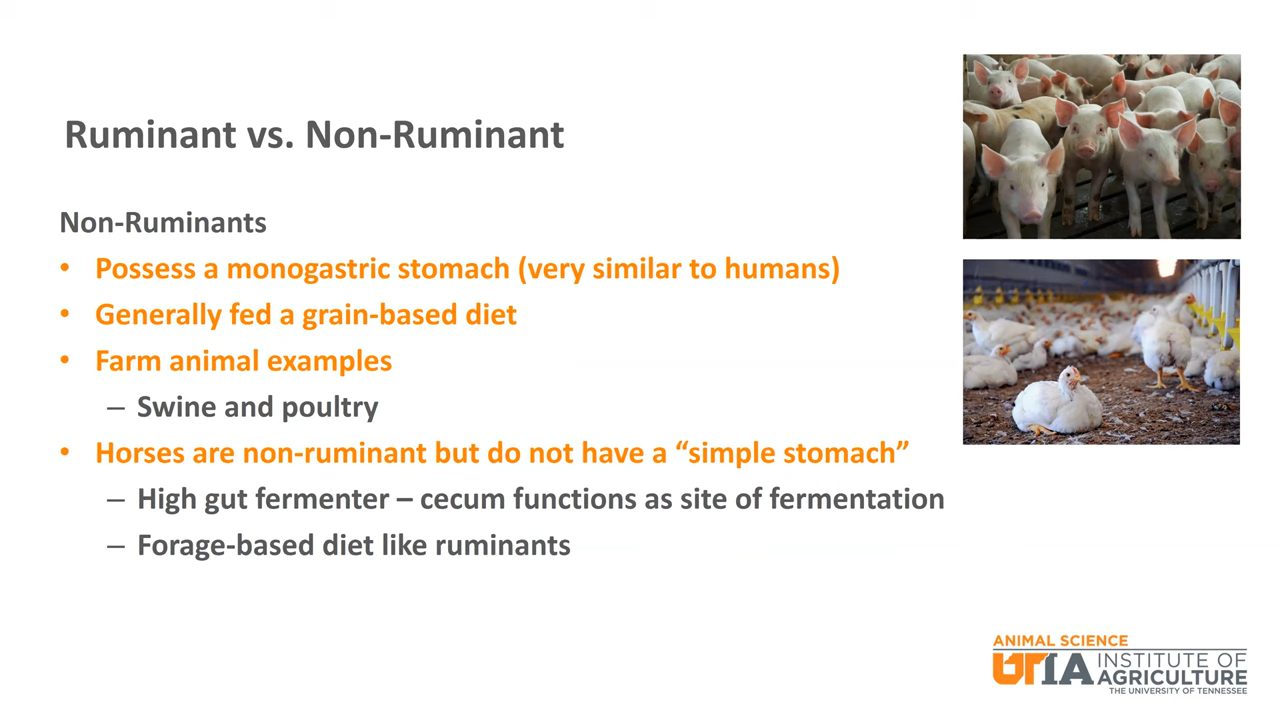 Ruminant vs. Non-Ruminant
Non-Ruminants
• Possess a monogastric stomach (very similar to humans)
• Generally fed a grain-based diet
• Farm animal examples
– Swine and poultry
• Horses are non-ruminant but do not have a “simple stomach”
– High gut fermenter – cecum functions as site of fermentation
– Forage-based diet like ruminants
ANIMAL SCIENCE
UTIA INSTITUTE OF
AGRICULTURE
THE UNIVERSITY OF TENNESSEE